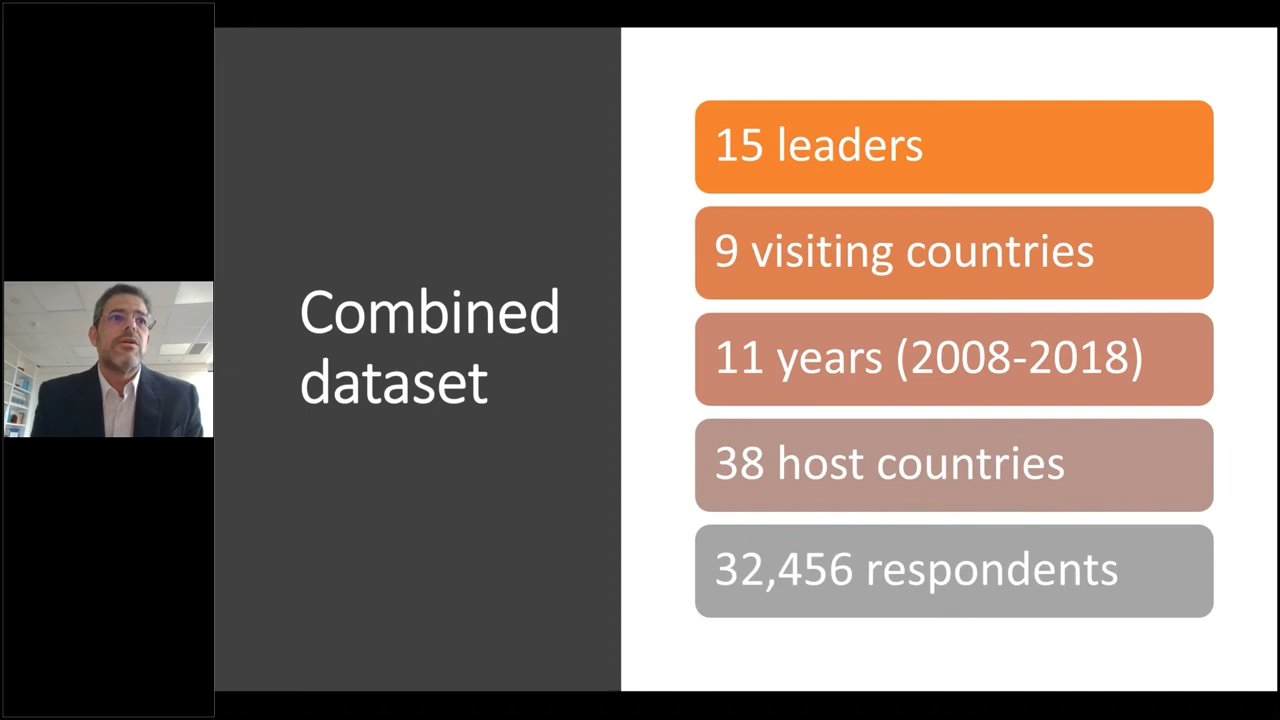 Combined
dataset
15 leaders
9 visiting countries
11 years (2008-2018)
38 host countries
32,456 respondents